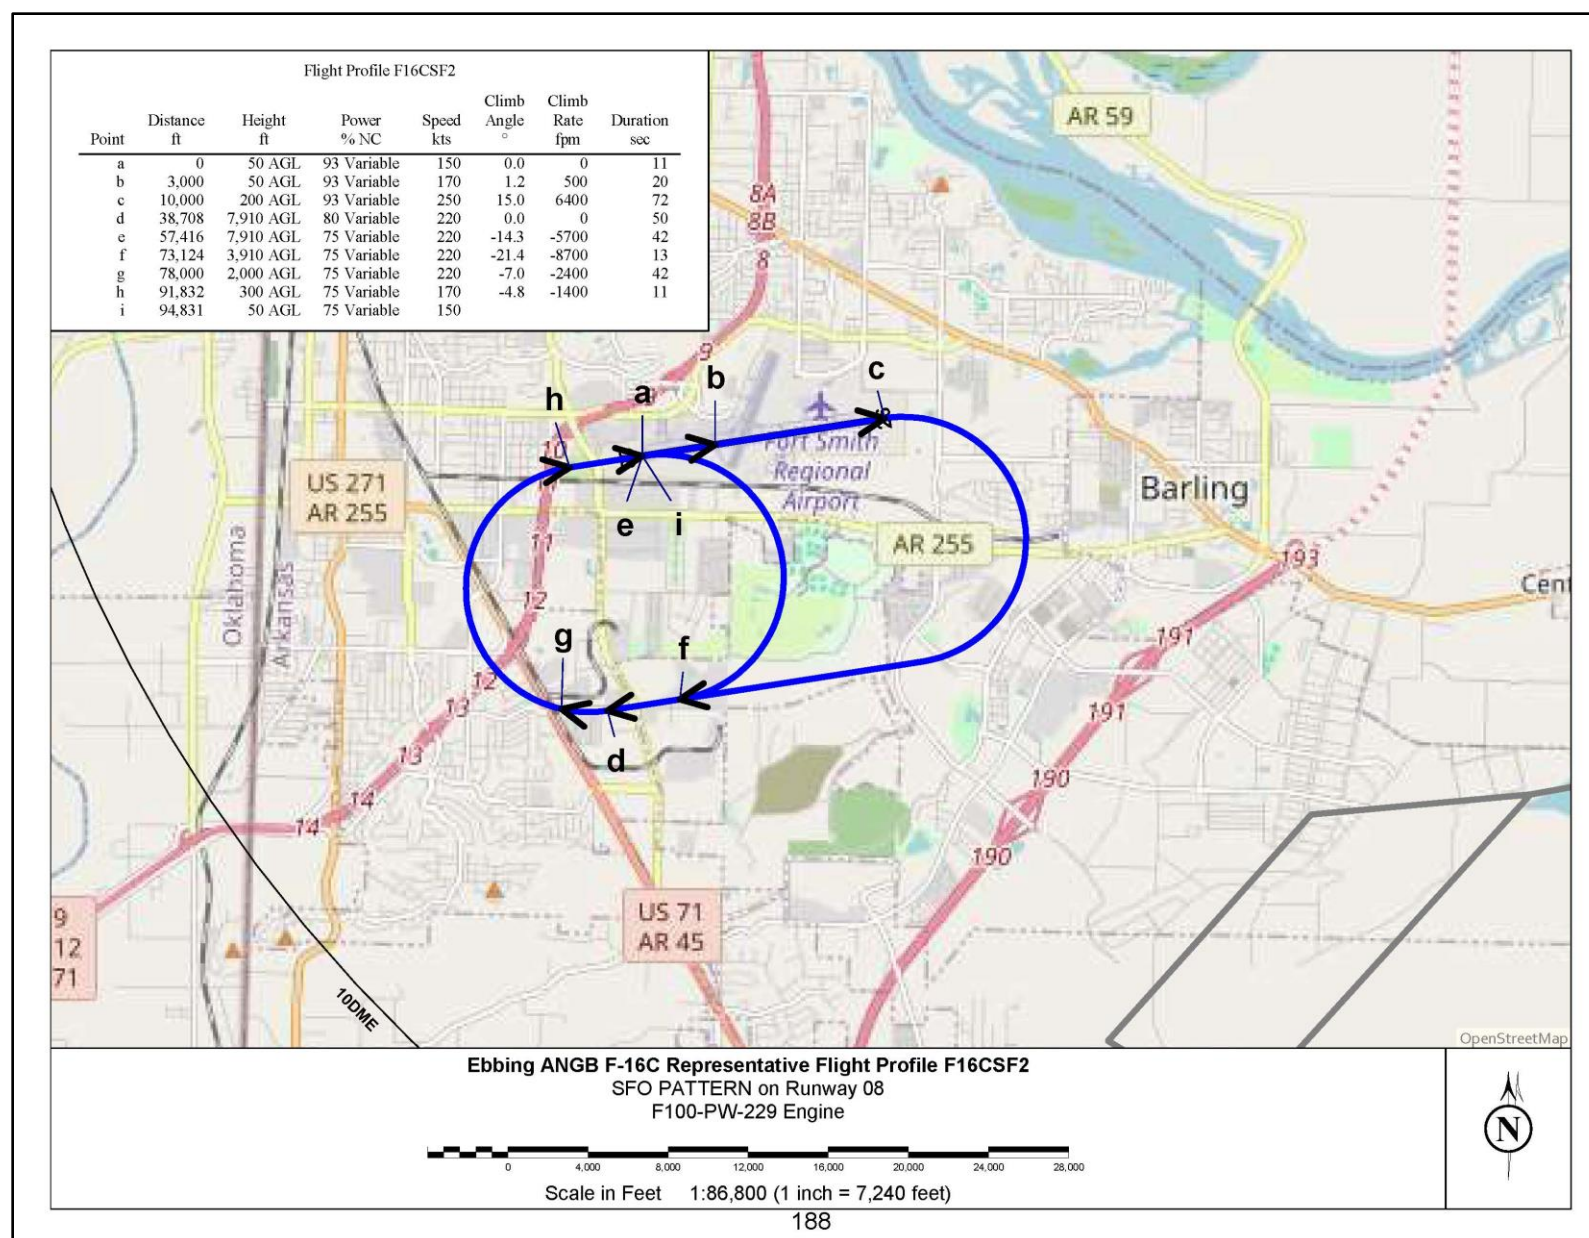 Flight Profile F16CSF2
Point Distance ft Height ft Power % NC Speed kts Climb Angle ° Climb Rate fpm Duration sec
a 0 50 AGL 93 Variable 150 0.0 0 11
b 3,000 50 AGL 93 Variable 170 1.2 500 20
c 10,000 200 AGL 93 Variable 250 15.0 6400 72
d 38,708 7,910 AGL 80 Variable 220 0.0 0 50
e 57,416 7,910 AGL 75 Variable 220 -14.3 -5700 42
f 73,124 3,910 AGL 75 Variable 220 -21.4 -8700 13
g 78,000 2,000 AGL 75 Variable 220 -7.0 -2400 42
h 91,832 300 AGL 75 Variable 170 -4.8 -1400 11
i 94,831 50 AGL 75 Variable 150
AR 59
8A
8B
8
9
h
a
b
c
10
Fort Smith
Regional
Airport
US 271
AR 255
Barling
e
i
11
AR 255
193
Cent
Oklahoma
Arkansas
12
g
f
191
12
13
d
191
13
190
14
14
190
9
12
71
US 71
AR 45
10DME
OpenStreetMap
Ebbing ANGB F-16C Representative Flight Profile F16CSF2
SFO PATTERN on Runway 08
F100-PW-229 Engine
0 4,000 8,000 12,000 16,000 20,000 24,000 28,000
Scale in Feet 1:86,800 (1 inch = 7,240 feet)
N
188